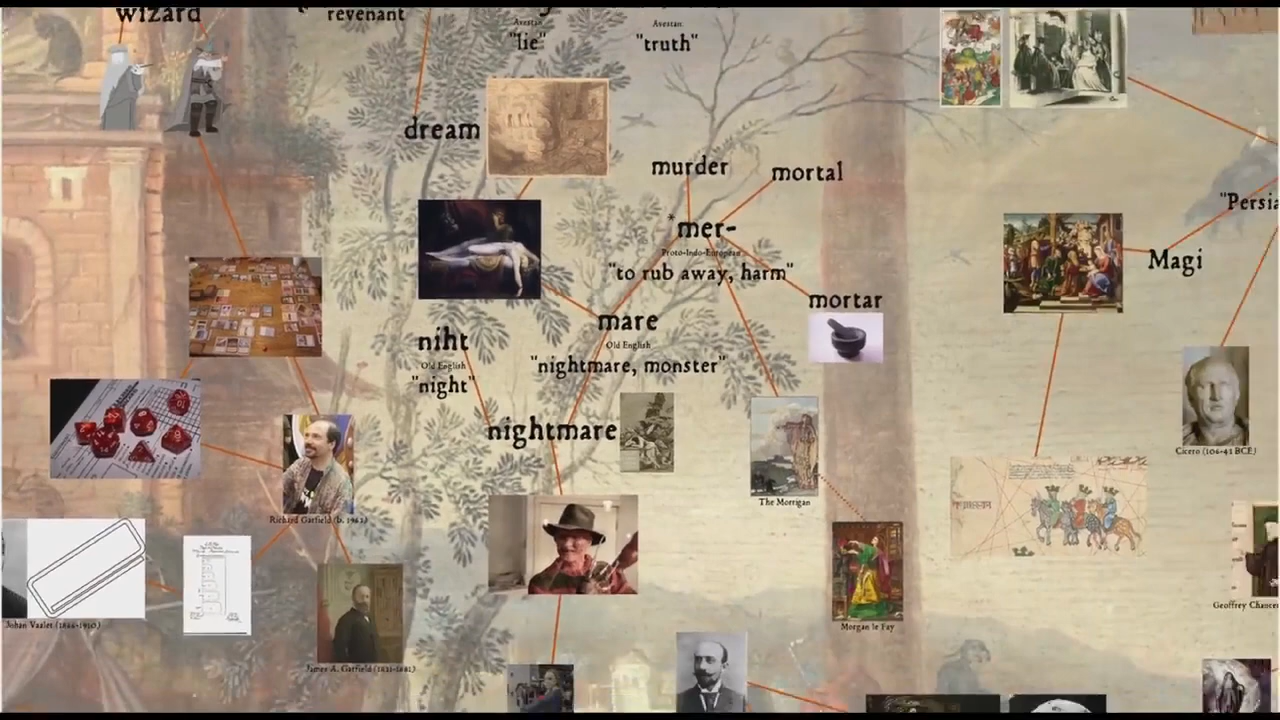 wizard
revenant
Avestan
"lie"
Avestan
"truth"
dream
murder
mortal
*mer-
Proto-Indo-European
"to rub away, harm"
"Persia
Magi
mortar
mare
Old English
"nightmare, monster"
niht
Old English
"night"
nightmare
Cicero (106-43 BCE)
The Morrigan
Richard Garfield (b. 1963)
Geoffrey Chaucer
Johan Vaaler (1866-1910)
Morgan le Fay
James A. Garfield (1831-1881)